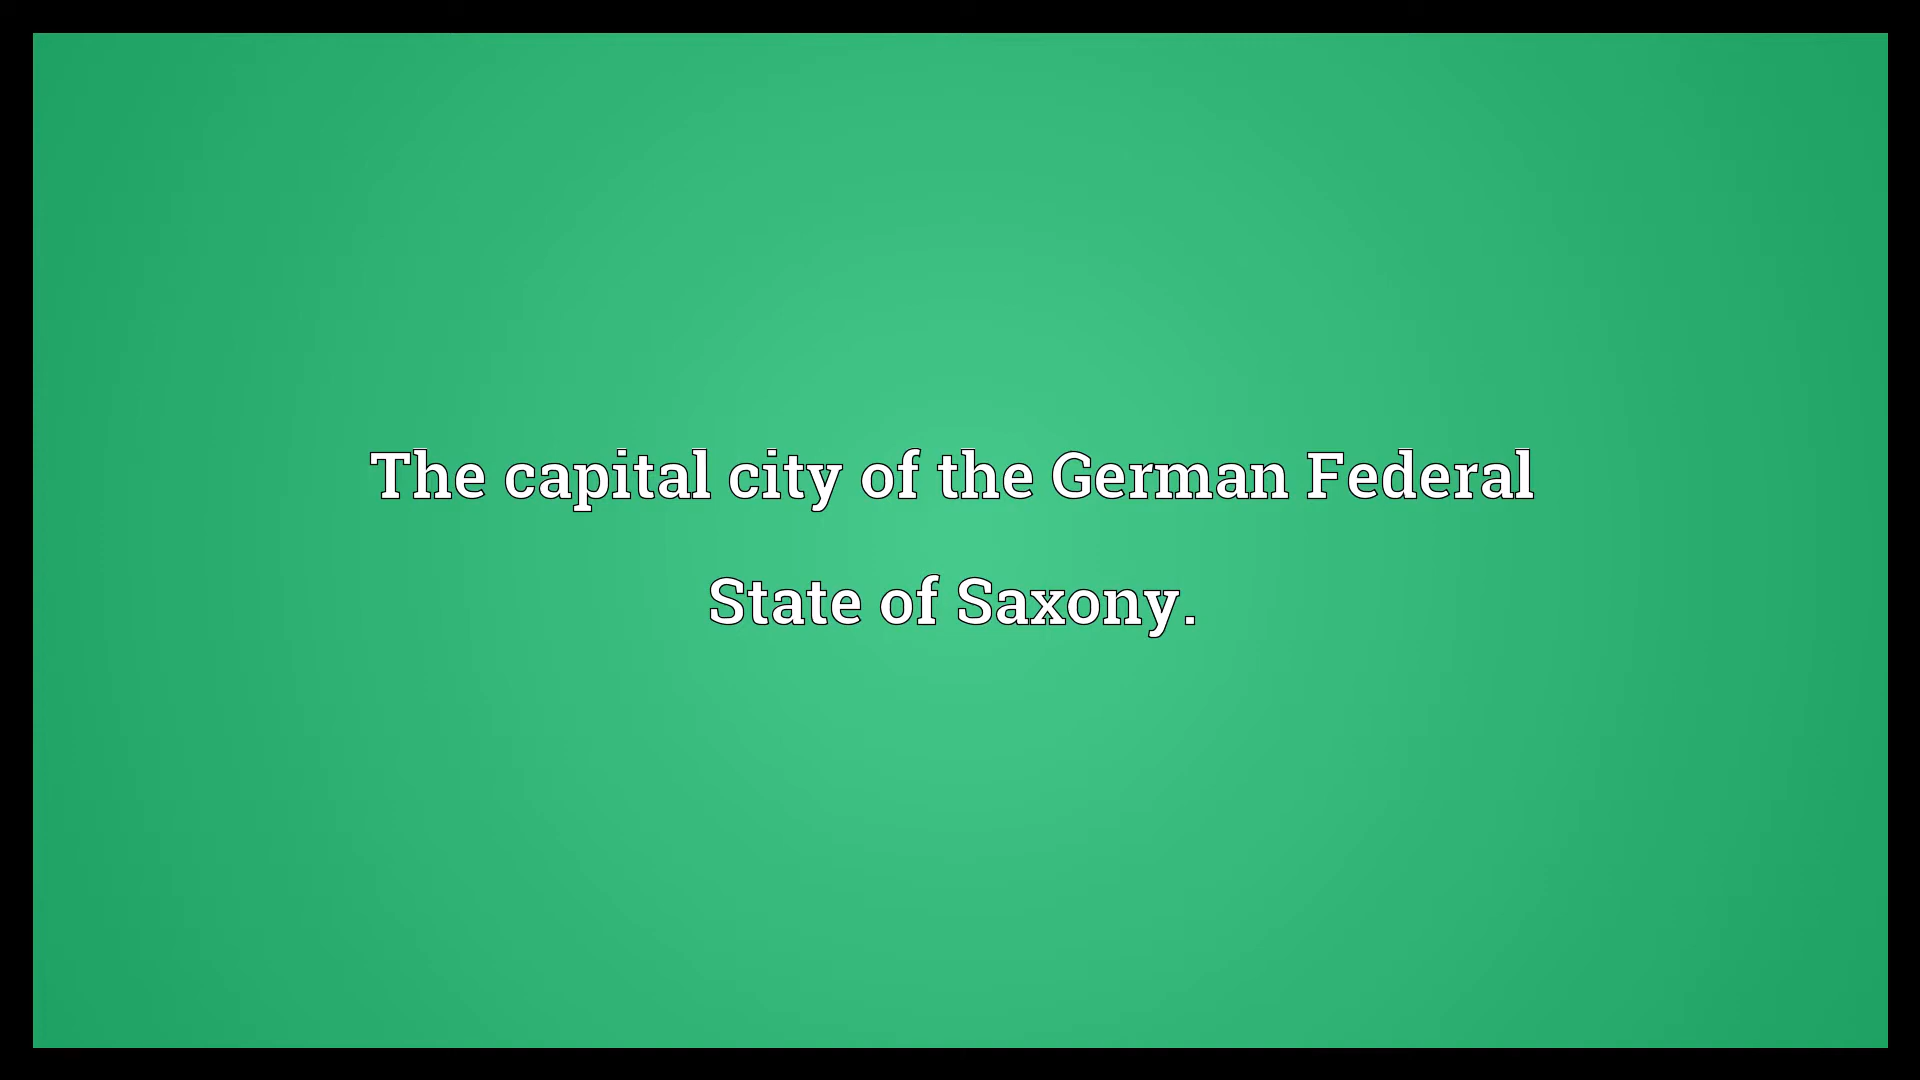 The capital city of the German Federal
State of Saxony.